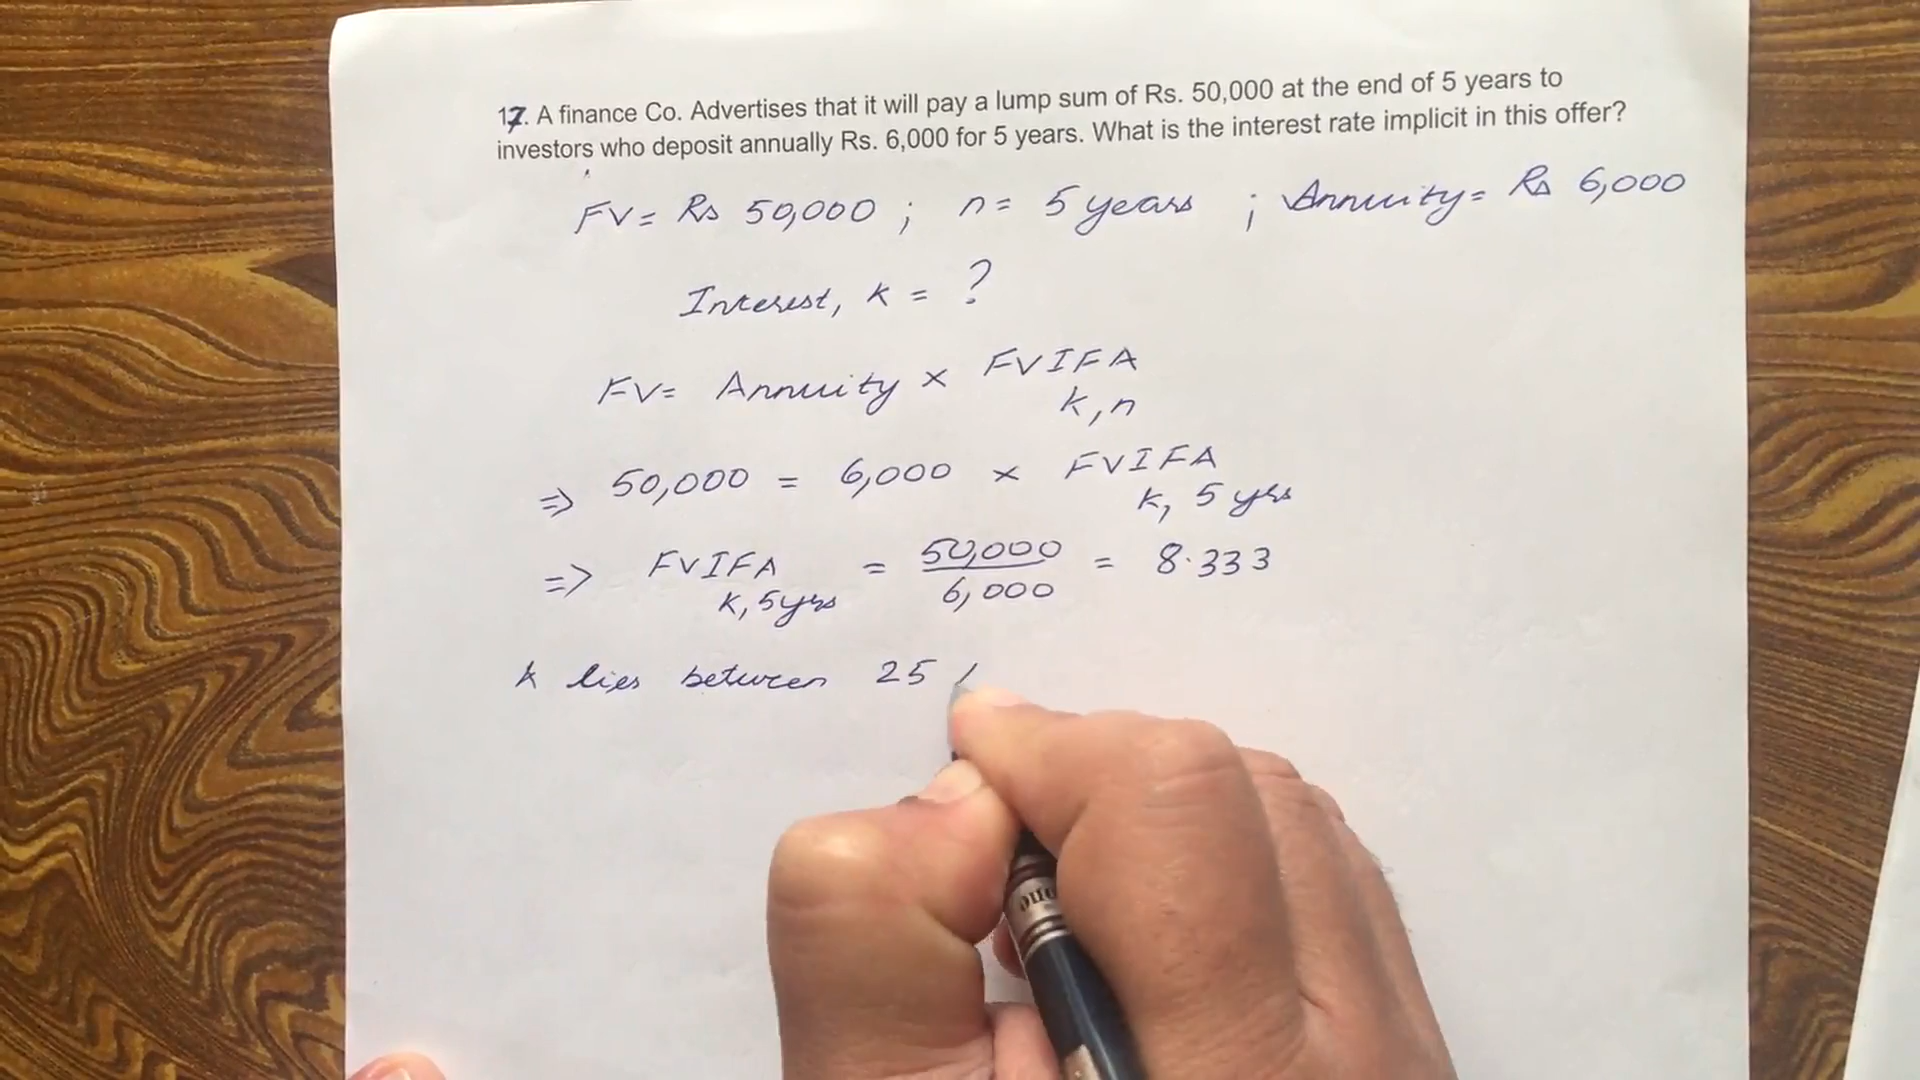 17. A finance Co. Advertises that it will pay a lump sum of Rs. 50,000 at the end of 5 years to
investors who deposit annually Rs. 6,000 for 5 years. What is the interest rate implicit in this offer?
FV= Rs 50,000 ; n= 5 years ; Annuity= Rs 6,000
Interest, k = ?
FV= Annuity × FVIFA
k,n
=> 50,000 = 6,000 × FVIFA
k, 5 yrs
=> FVIFA = 50,000 = 8.333
k, 5yrs 6,000
k lies between 25